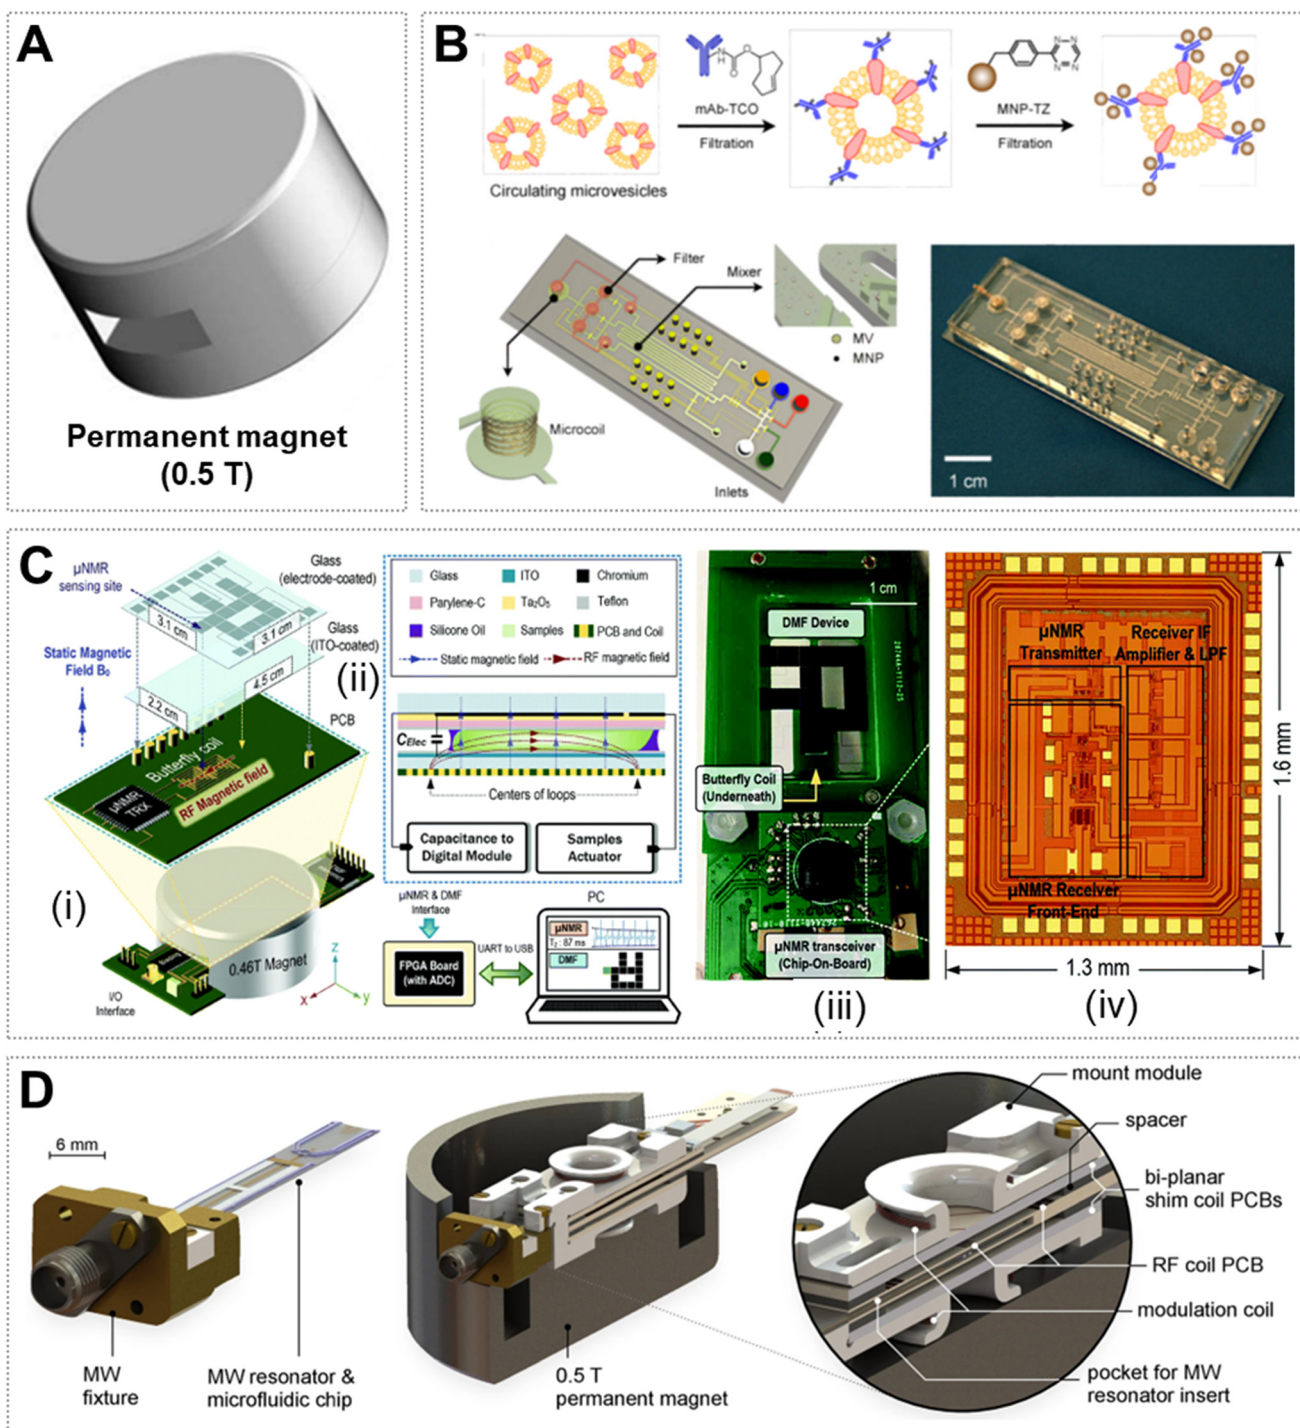 A
Permanent magnet
(0.5 T)
B
mAb-TCO
Filtration
MNP-TZ
Filtration
Circulating microvesicles
Filter
Mixer
MV
MNP
Microcoil
Inlets
1 cm
C
μNMR
sensing site
Glass
(electrode-coated)
3.1 cm
3.1 cm
Glass
(ITO-coated)
Static Magnetic
Field B₀
(ii)
4.5 cm
2.2 cm
PCB
Butterfly coil
μNMR
TRX
RF Magnetic field
(i)
0.46T Magnet
I/O
Interface
z
x
y
Glass
ITO
Chromium
Parylene-C
Ta₂O₅
Teflon
Silicone Oil
Samples
PCB and Coil
Static magnetic field
RF magnetic field
C_Elec
Centers of loops
Capacitance to
Digital Module
Samples
Actuator
μNMR & DMF
Interface
PC
FPGA Board
(with ADC)
UART to USB
μNMR
T₂ : 87 ms
DMF
1 cm
DMF Device
Butterfly Coil
(Underneath)
μNMR transceiver
(Chip-On-Board)
(iii)
μNMR
Transmitter
Receiver IF
Amplifier & LPF
μNMR Receiver
Front-End
1.6 mm
1.3 mm
(iv)
D
6 mm
MW
fixture
MW resonator &
microfluidic chip
0.5 T
permanent magnet
mount module
spacer
bi-planar
shim coil PCBs
RF coil PCB
modulation coil
pocket for MW
resonator insert